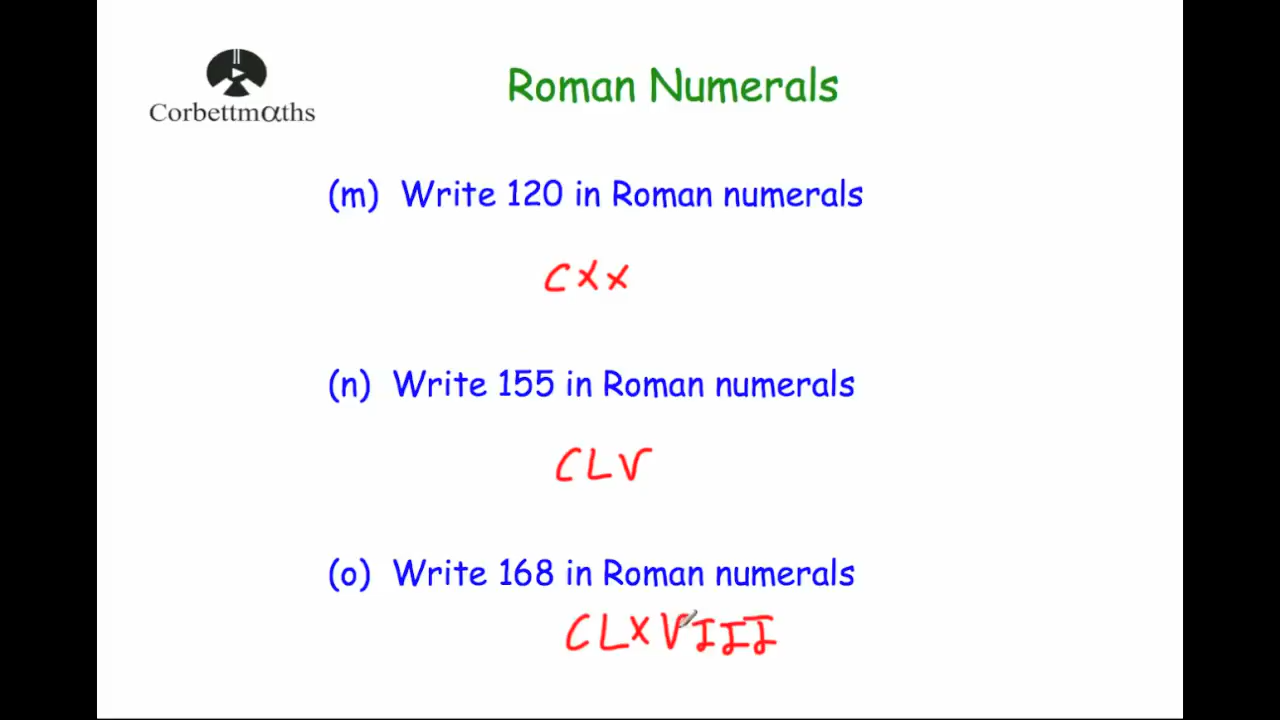 Corbettmαths
Roman Numerals
(m) Write 120 in Roman numerals
CXX
(n) Write 155 in Roman numerals
CLV
(o) Write 168 in Roman numerals
CLXVIII